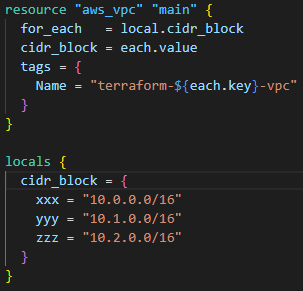 resource "aws_vpc" "main" {
  for_each   = local.cidr_block
  cidr_block = each.value
  tags = {
    Name = "terraform-${each.key}-vpc"
  }
}

locals {
  cidr_block = {
    xxx = "10.0.0.0/16"
    yyy = "10.1.0.0/16"
    zzz = "10.2.0.0/16"
  }
}